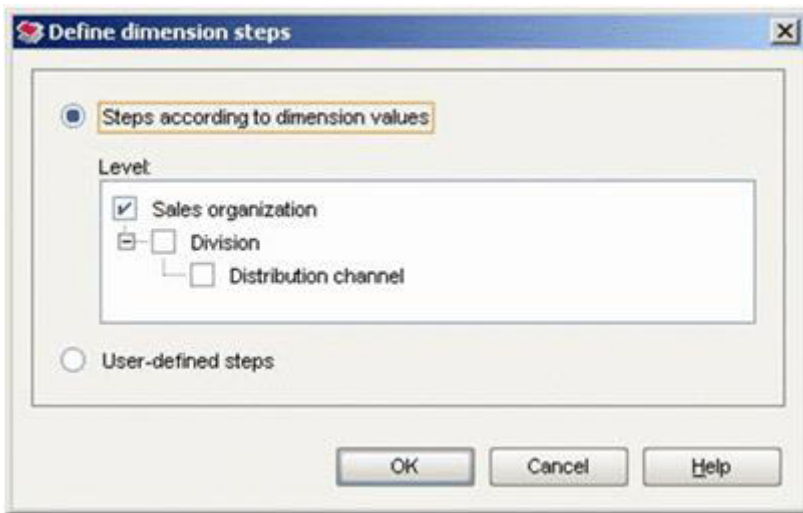 Define dimension steps
Steps according to dimension values
Level:
Sales organization
Division
Distribution channel
User-defined steps
OK Cancel Help